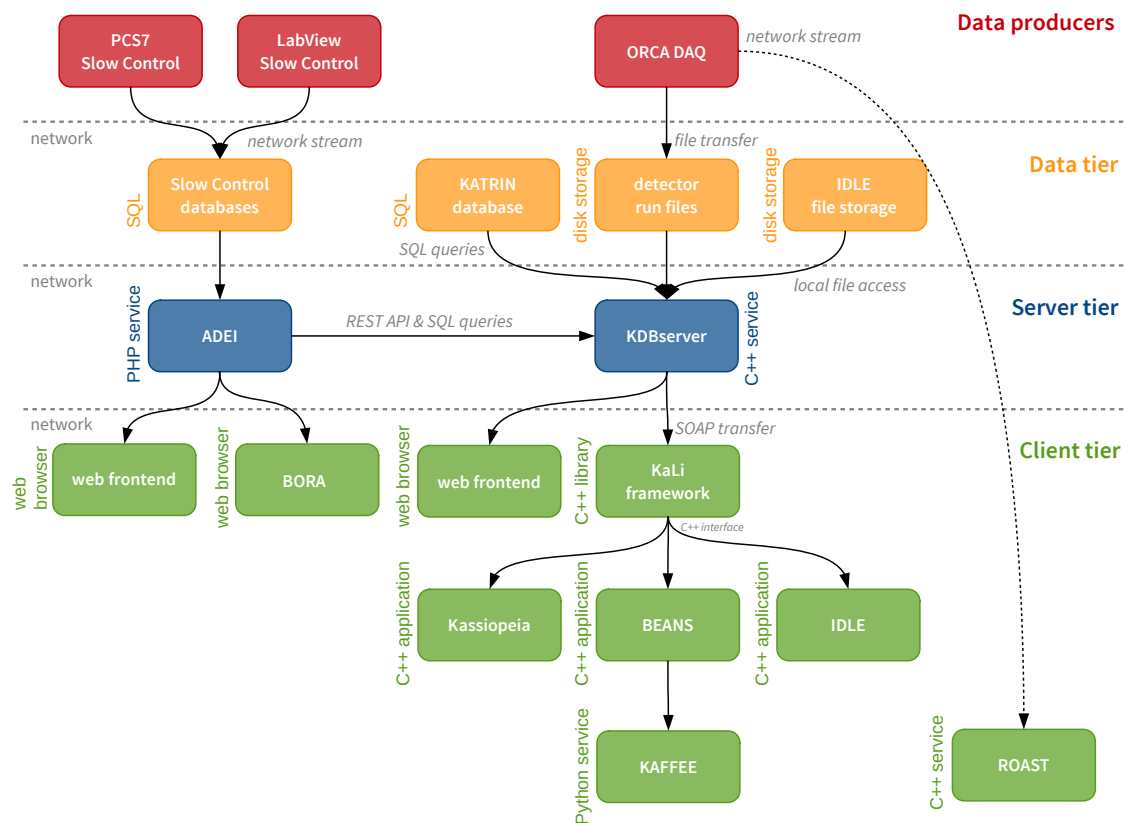 Data producers
PCS7
Slow Control
LabView
Slow Control
ORCA DAQ
network stream
network
network stream
file transfer
Data tier
SQL
Slow Control
databases
SQL
KATRIN
database
disk storage
detector
run files
disk storage
IDLE
file storage
SQL queries
network
local file access
Server tier
PHP service
ADEI
REST API & SQL queries
KDBserver
C++ service
network
SOAP transfer
Client tier
web
browser
web frontend
web browser
BORA
web browser
web frontend
C++ library
KaLi
framework
C++ interface
C++ application
Kassiopeia
C++ application
BEANS
C++ application
IDLE
Python service
KAFFEE
C++ service
ROAST